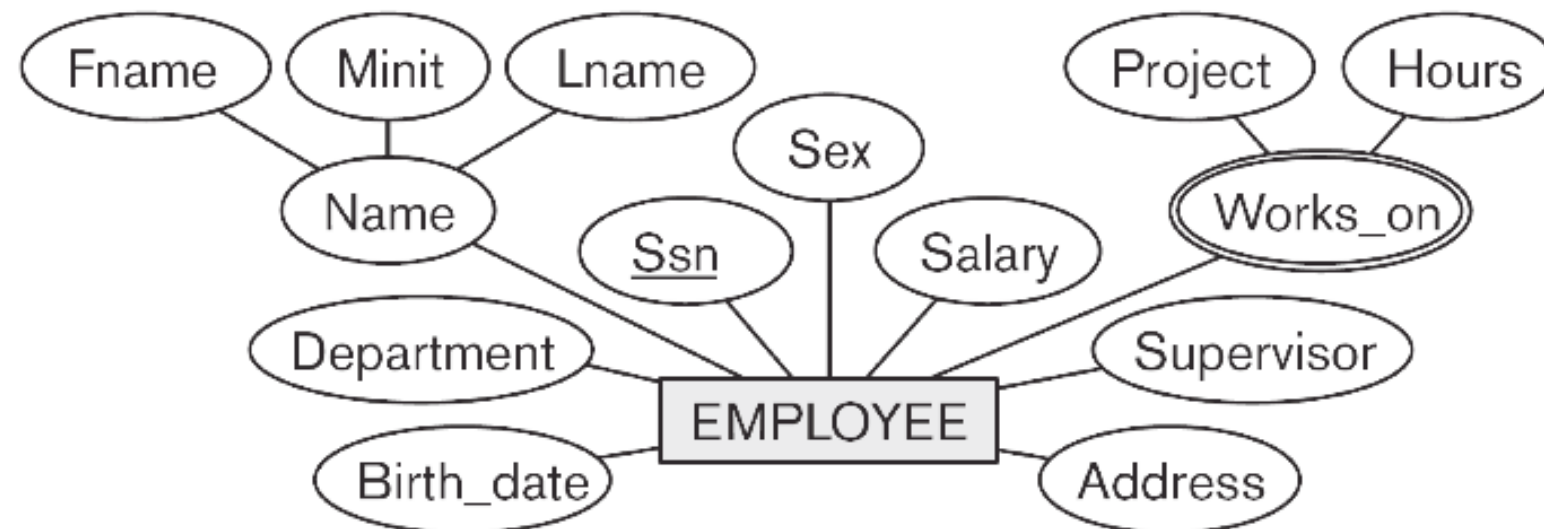 Fname Minit Lname Project Hours
Sex
Name Works_on
Ssn Salary
Department Supervisor
EMPLOYEE
Birth_date Address